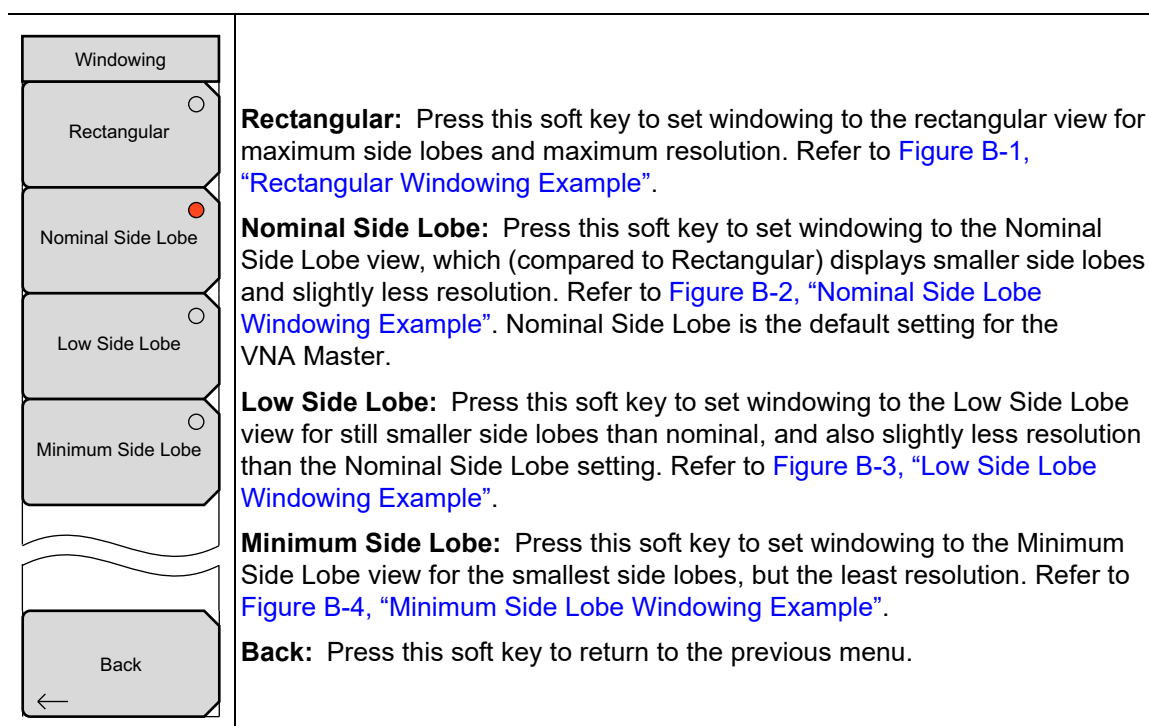 Windowing
Rectangular
Nominal Side Lobe
Low Side Lobe
Minimum Side Lobe
Back
Rectangular: Press this soft key to set windowing to the rectangular view for
maximum side lobes and maximum resolution. Refer to Figure B-1,
“Rectangular Windowing Example”.
Nominal Side Lobe: Press this soft key to set windowing to the Nominal
Side Lobe view, which (compared to Rectangular) displays smaller side lobes
and slightly less resolution. Refer to Figure B-2, “Nominal Side Lobe
Windowing Example”. Nominal Side Lobe is the default setting for the
VNA Master.
Low Side Lobe: Press this soft key to set windowing to the Low Side Lobe
view for still smaller side lobes than nominal, and also slightly less resolution
than the Nominal Side Lobe setting. Refer to Figure B-3, “Low Side Lobe
Windowing Example”.
Minimum Side Lobe: Press this soft key to set windowing to the Minimum
Side Lobe view for the smallest side lobes, but the least resolution. Refer to
Figure B-4, “Minimum Side Lobe Windowing Example”.
Back: Press this soft key to return to the previous menu.